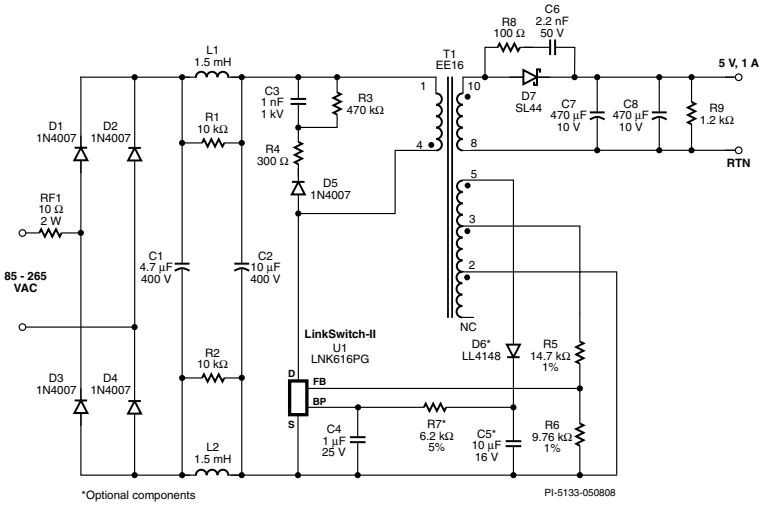 L1
1.5 mH
R8
100 Ω
C6
2.2 nF
50 V
T1
EE16
5 V, 1 A
D7
SL44
1
10
4
8
C3
1 nF
1 kV
R3
470 kΩ
C7
470 µF
10 V
C8
470 µF
10 V
R9
1.2 kΩ
RTN
D1
1N4007
D2
1N4007
R1
10 kΩ
R4
300 Ω
D5
1N4007
RF1
10 Ω
2 W
5
3
2
NC
85 - 265
VAC
C1
4.7 µF
400 V
C2
10 µF
400 V
LinkSwitch-II
U1
LNK616PG
D
FB
BP
S
D6*
LL4148
R5
14.7 kΩ
1%
D3
1N4007
D4
1N4007
R2
10 kΩ
R7*
6.2 kΩ
5%
C4
1 µF
25 V
C5*
10 µF
16 V
R6
9.76 kΩ
1%
L2
1.5 mH
*Optional components
PI-5133-050808